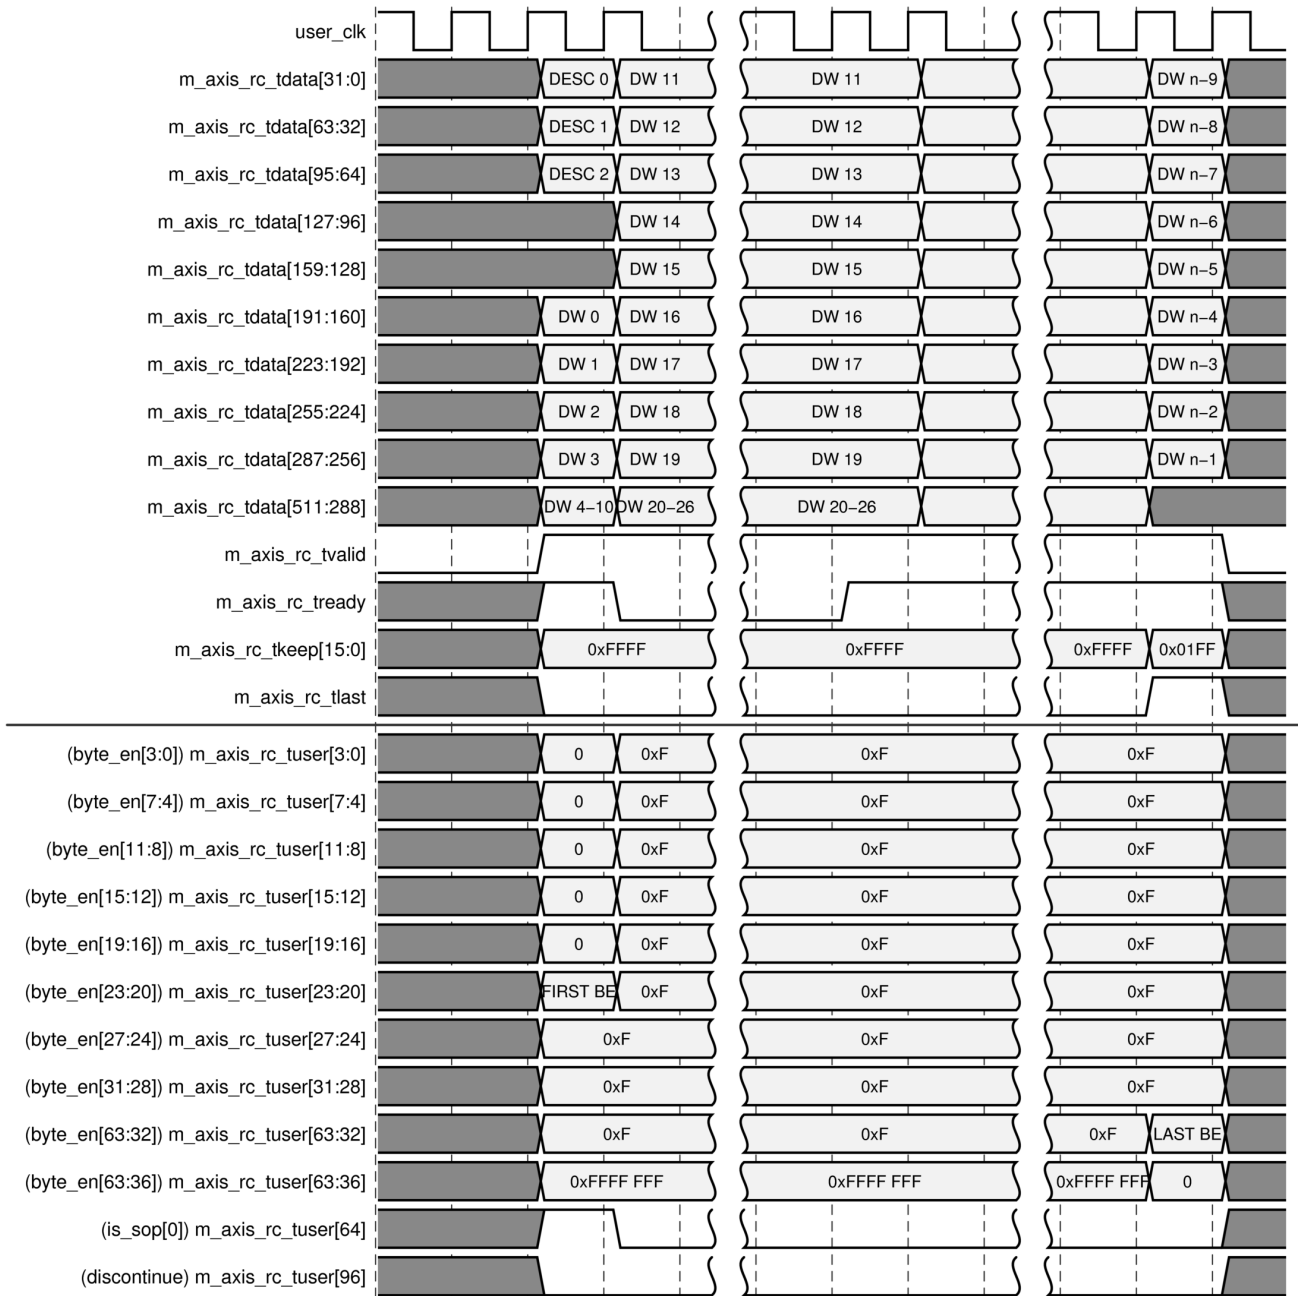 user_clk
m_axis_rc_tdata[31:0] DESC 0 DW 11 DW 11 DW n−9
m_axis_rc_tdata[63:32] DESC 1 DW 12 DW 12 DW n−8
m_axis_rc_tdata[95:64] DESC 2 DW 13 DW 13 DW n−7
m_axis_rc_tdata[127:96] DW 14 DW 14 DW n−6
m_axis_rc_tdata[159:128] DW 15 DW 15 DW n−5
m_axis_rc_tdata[191:160] DW 0 DW 16 DW 16 DW n−4
m_axis_rc_tdata[223:192] DW 1 DW 17 DW 17 DW n−3
m_axis_rc_tdata[255:224] DW 2 DW 18 DW 18 DW n−2
m_axis_rc_tdata[287:256] DW 3 DW 19 DW 19 DW n−1
m_axis_rc_tdata[511:288] DW 4−10 DW 20−26 DW 20−26
m_axis_rc_tvalid
m_axis_rc_tready
m_axis_rc_tkeep[15:0] 0xFFFF 0xFFFF 0xFFFF 0x01FF
m_axis_rc_tlast
(byte_en[3:0]) m_axis_rc_tuser[3:0] 0 0xF 0xF 0xF
(byte_en[7:4]) m_axis_rc_tuser[7:4] 0 0xF 0xF 0xF
(byte_en[11:8]) m_axis_rc_tuser[11:8] 0 0xF 0xF 0xF
(byte_en[15:12]) m_axis_rc_tuser[15:12] 0 0xF 0xF 0xF
(byte_en[19:16]) m_axis_rc_tuser[19:16] 0 0xF 0xF 0xF
(byte_en[23:20]) m_axis_rc_tuser[23:20] FIRST BE 0xF 0xF 0xF
(byte_en[27:24]) m_axis_rc_tuser[27:24] 0xF 0xF 0xF
(byte_en[31:28]) m_axis_rc_tuser[31:28] 0xF 0xF 0xF
(byte_en[63:32]) m_axis_rc_tuser[63:32] 0xF 0xF 0xF LAST BE
(byte_en[63:36]) m_axis_rc_tuser[63:36] 0xFFFF FFF 0xFFFF FFF 0xFFFF FFF 0
(is_sop[0]) m_axis_rc_tuser[64]
(discontinue) m_axis_rc_tuser[96]